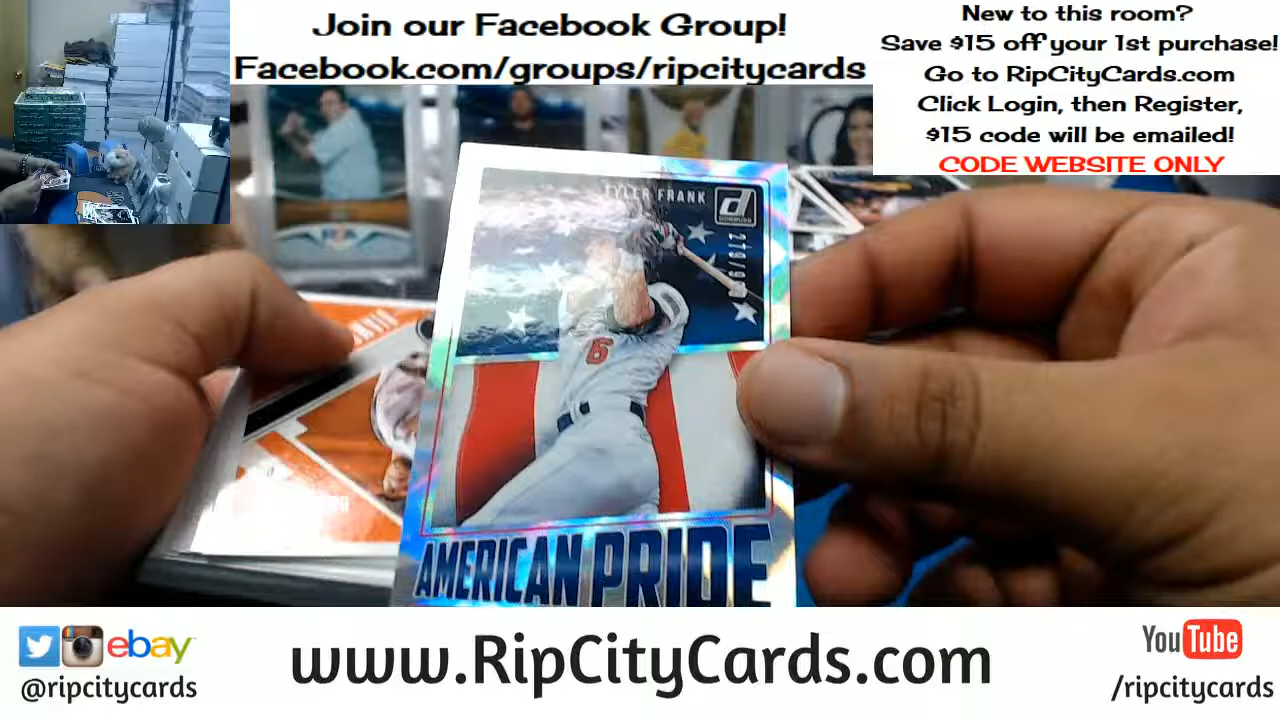 Join our Facebook Group!
Facebook.com/groups/ripcitycards
New to this room?
Save $15 off your 1st purchase!
Go to RipCityCards.com
Click Login, then Register,
$15 code will be emailed!
CODE WEBSITE ONLY
TYLER FRANK
d
DONRUSS
6
AMERICAN PRIDE
ebay
@ripcitycards
www.RipCityCards.com
YouTube
/ripcitycards